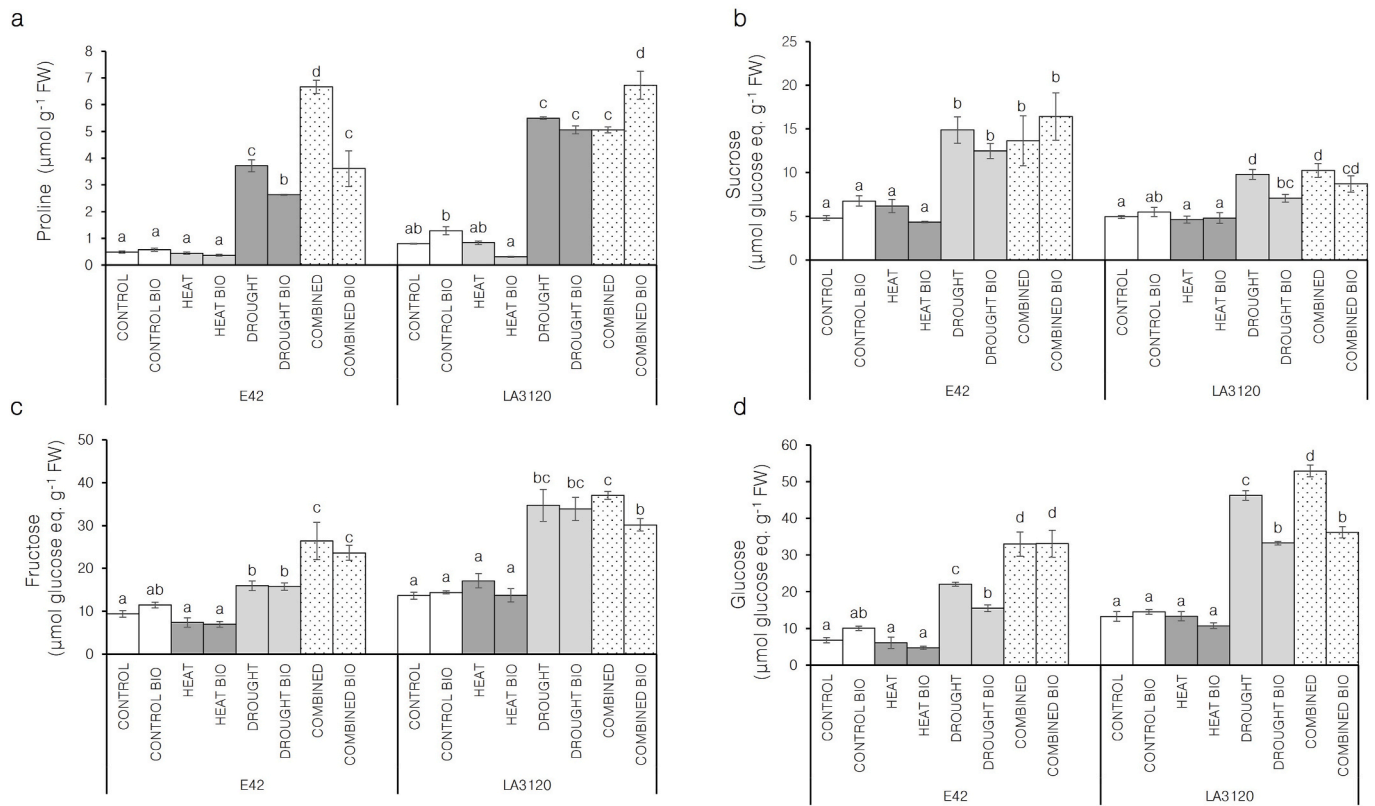 a
Proline (µmol g-1 FW)
8
7
6
5
4
3
2
1
0
a a a a c b d c ab b ab a c c c d
CONTROL CONTROL BIO HEAT HEAT BIO DROUGHT DROUGHT BIO COMBINED COMBINED BIO CONTROL CONTROL BIO HEAT HEAT BIO DROUGHT DROUGHT BIO COMBINED COMBINED BIO
E42 LA3120
b
Sucrose
(µmol glucose eq. g-1 FW)
25
20
15
10
5
0
a a a a b b b b a ab a a d bc d cd
CONTROL CONTROL BIO HEAT HEAT BIO DROUGHT DROUGHT BIO COMBINED COMBINED BIO CONTROL CONTROL BIO HEAT HEAT BIO DROUGHT DROUGHT BIO COMBINED COMBINED BIO
E42 LA3120
c
Fructose
(µmol glucose eq. g-1 FW)
50
40
30
20
10
0
a ab a a b b c c a a a a bc bc c b
CONTROL CONTROL BIO HEAT HEAT BIO DROUGHT DROUGHT BIO COMBINED COMBINED BIO CONTROL CONTROL BIO HEAT HEAT BIO DROUGHT DROUGHT BIO COMBINED COMBINED BIO
E42 LA3120
d
Glucose
(µmol glucose eq. g-1 FW)
60
50
40
30
20
10
0
a ab a a c b d d a a a a c b d b
CONTROL CONTROL BIO HEAT HEAT BIO DROUGHT DROUGHT BIO COMBINED COMBINED BIO CONTROL CONTROL BIO HEAT HEAT BIO DROUGHT DROUGHT BIO COMBINED COMBINED BIO
E42 LA3120